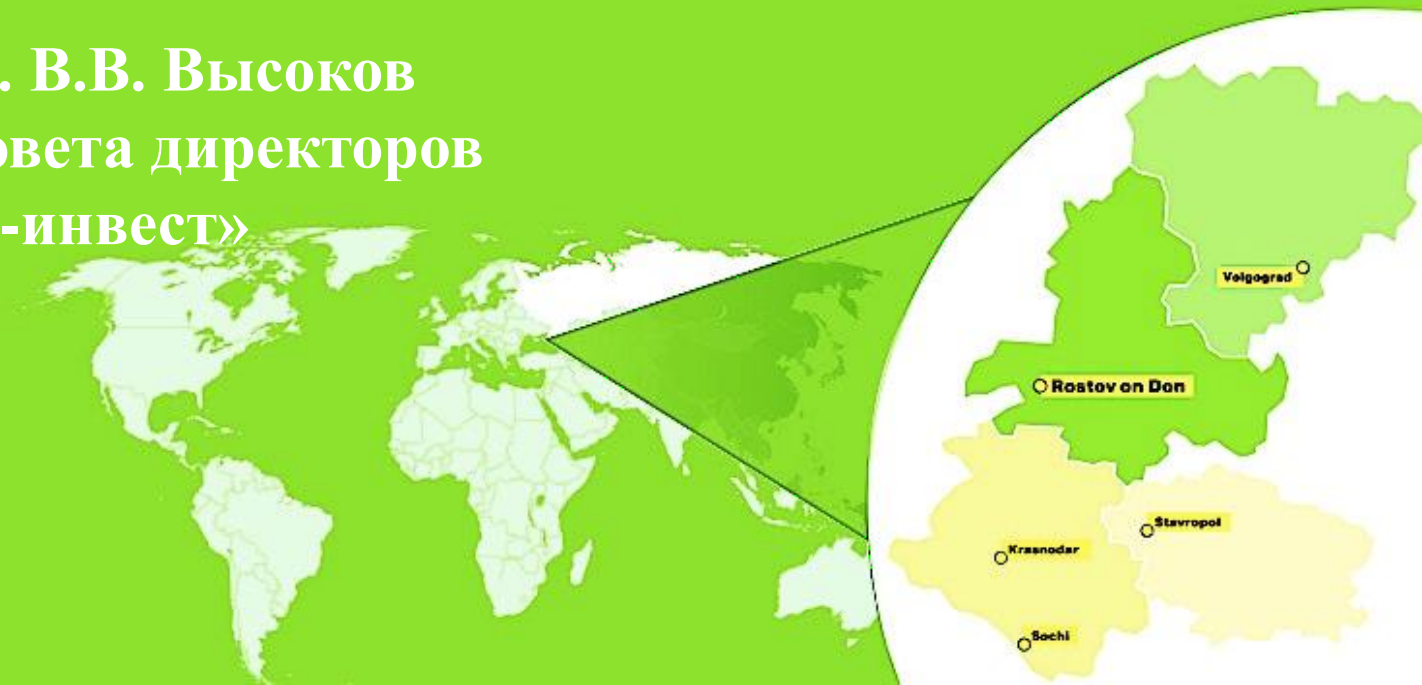 . В.В. Высоков
овета директоров
-инвест»
Volgograd
Rostov on Don
Stavropol
Krasnodar
Sochi